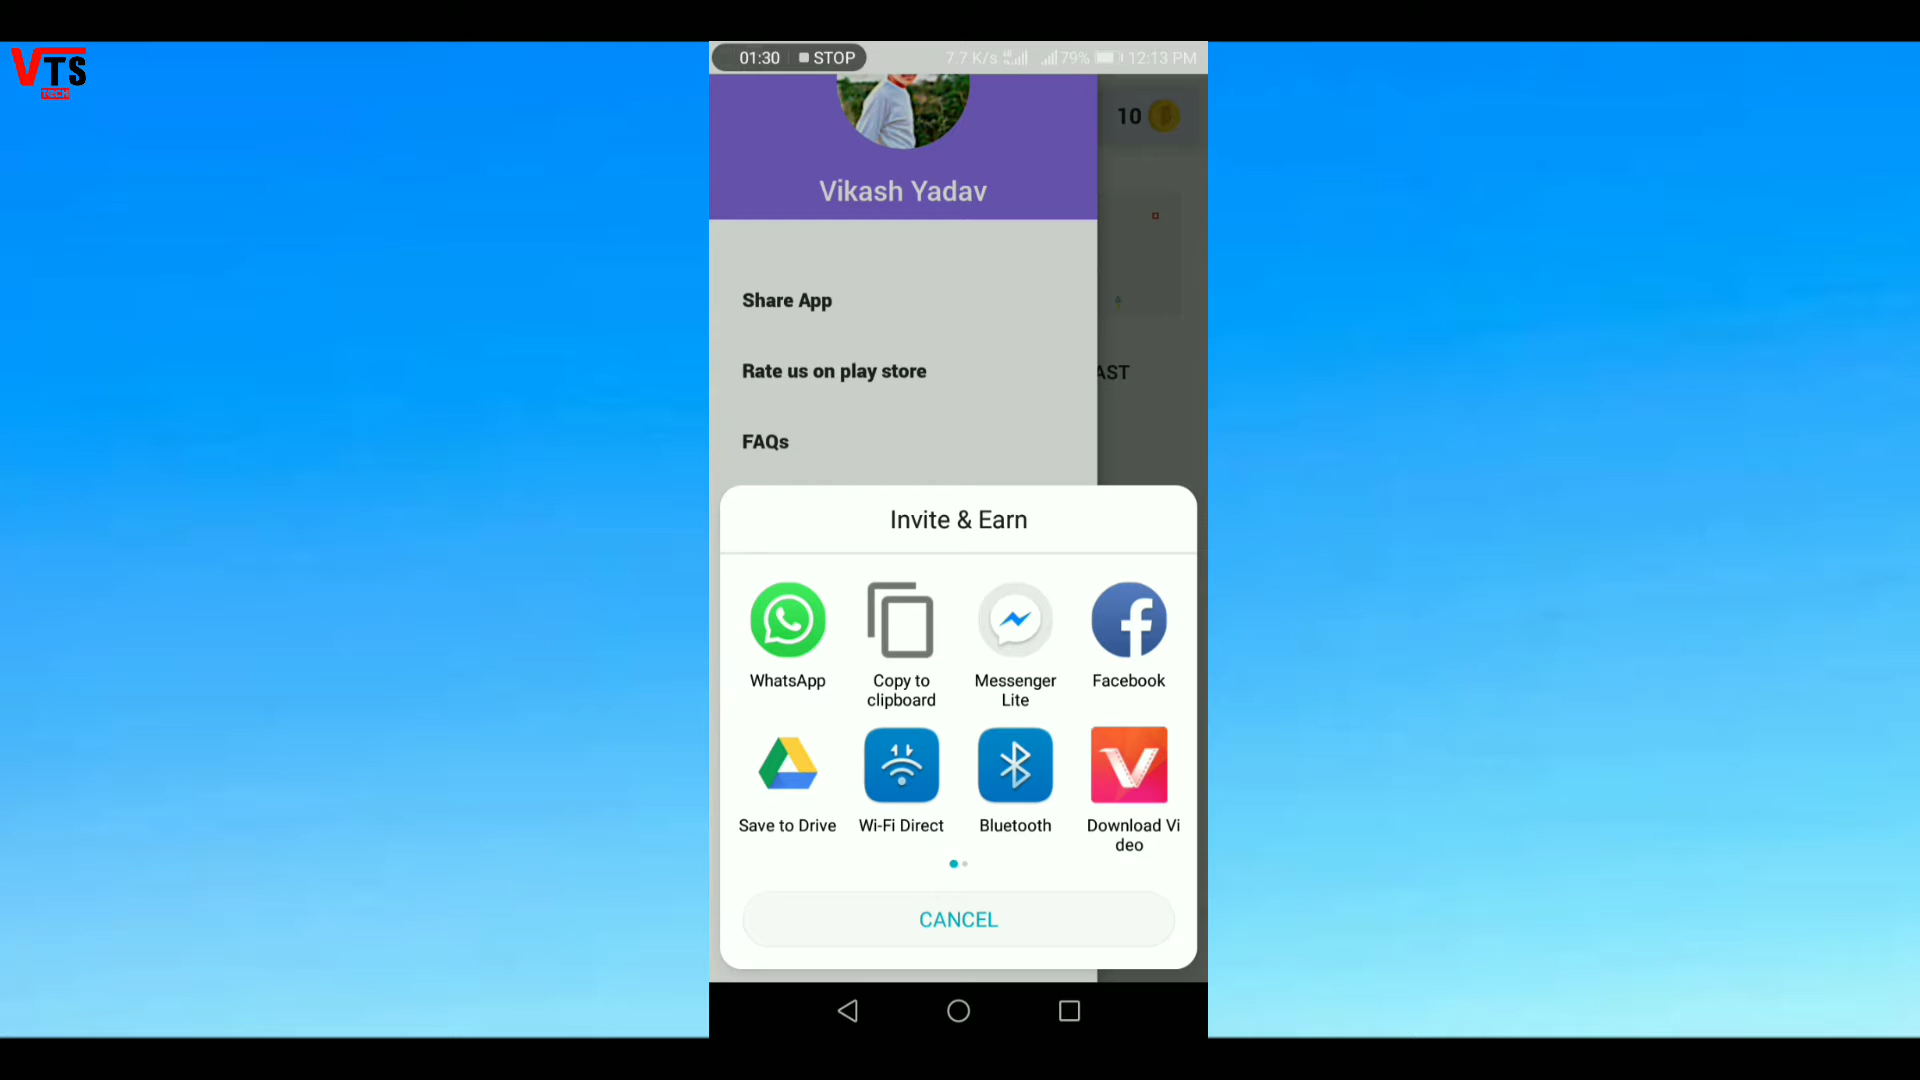 VTS
TECH
01:30 STOP 7.7 K/s 79% 12:13 PM
10
Vikash Yadav
Share App
Rate us on play store
AST
FAQs
Invite & Earn
WhatsApp
Copy to
clipboard
Messenger
Lite
Facebook
Save to Drive
Wi-Fi Direct
Bluetooth
Download Vi
deo
CANCEL